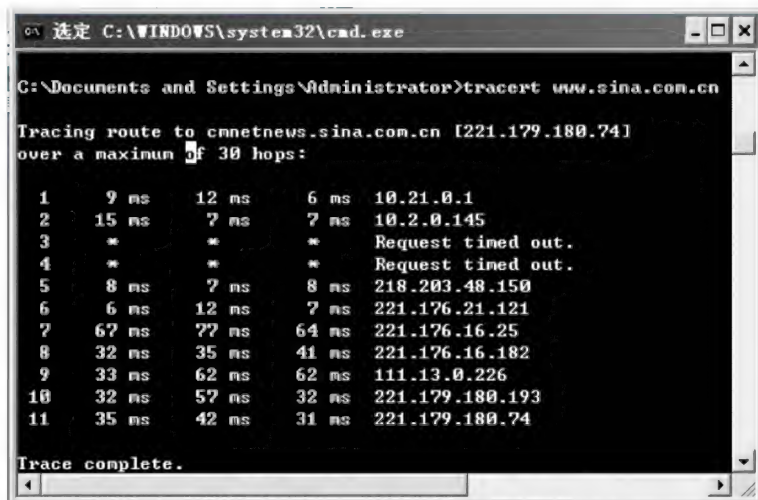 选定 C:\WINDOWS\system32\cmd.exe
C:\Documents and Settings\Administrator>tracert www.sina.com.cn
Tracing route to cmnetnews.sina.com.cn [221.179.180.74]
over a maximum of 30 hops:
1 9 ms 12 ms 6 ms 10.21.0.1
2 15 ms 7 ms 7 ms 10.2.0.145
3 * * * Request timed out.
4 * * * Request timed out.
5 8 ms 7 ms 8 ms 218.203.48.150
6 6 ms 12 ms 7 ms 221.176.21.121
7 67 ms 77 ms 64 ms 221.176.16.25
8 32 ms 35 ms 41 ms 221.176.16.182
9 33 ms 62 ms 62 ms 111.13.0.226
10 32 ms 57 ms 32 ms 221.179.180.193
11 35 ms 42 ms 31 ms 221.179.180.74
Trace complete.